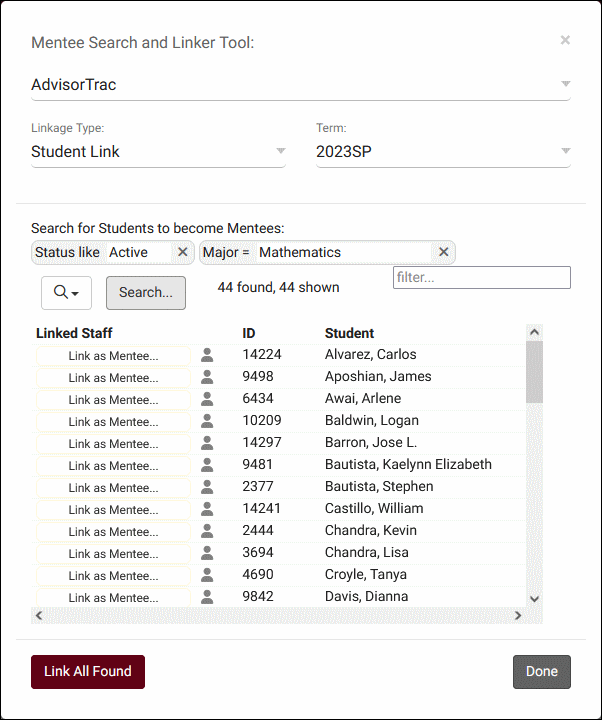 Mentee Search and Linker Tool:
AdvisorTrac
Linkage Type: Term:
Student Link 2023SP
Search for Students to become Mentees:
Status like Active Major = Mathematics
filter...
Search... 44 found, 44 shown
Linked Staff ID Student
Link as Mentee... 14224 Alvarez, Carlos
Link as Mentee... 9498 Aposhian, James
Link as Mentee... 6434 Awai, Arlene
Link as Mentee... 10209 Baldwin, Logan
Link as Mentee... 14297 Barron, Jose L.
Link as Mentee... 9481 Bautista, Kaelynn Elizabeth
Link as Mentee... 2377 Bautista, Stephen
Link as Mentee... 14241 Castillo, William
Link as Mentee... 2444 Chandra, Kevin
Link as Mentee... 3694 Chandra, Lisa
Link as Mentee... 4690 Croyle, Tanya
Link as Mentee... 9842 Davis, Dianna
Link All Found Done